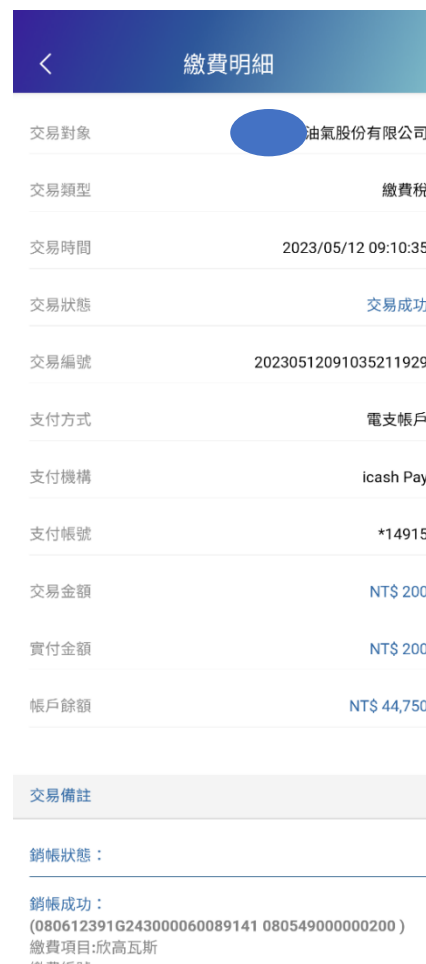 繳費明細
交易對象 油氣股份有限公司
交易類型 繳費稅
交易時間 2023/05/12 09:10:35
交易狀態 交易成功
交易編號 20230512091035211929
支付方式 電支帳戶
支付機構 icash Pay
支付帳號 *14915
交易金額 NT$ 200
實付金額 NT$ 200
帳戶餘額 NT$ 44,750
交易備註
銷帳狀態：
銷帳成功：
(080612391G243000060089141 080549000000200 )
繳費項目:欣高瓦斯